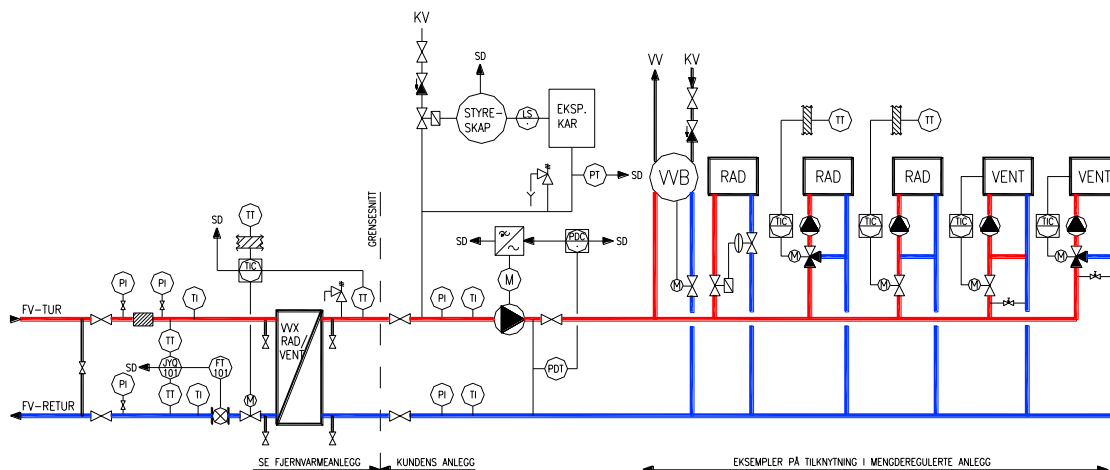 KV
SD
STYRE-
SKAP
LS
EKSP.
KAR
PT
SD
VV
KV
VVB
RAD
RAD
RAD
VENT
VENT
TT
TT
TIC
TIC
TIC
TIC
M
M
M
M
GRENSESNITT
SD
TT
TIC
TT
SD
PDC
SD
M
PI
PI
TI
PI
TI
FV-TUR
VVX
RAD/
VENT
TT
SD
JYQ
101
FT
101
PDT
PI
TT
TI
M
PI
TI
FV-RETUR
SE FJERNVARMEANLEGG
KUNDENS ANLEGG
EKSEMPLER PÅ TILKNYTNING I MENGDEREGULERTE ANLEGG